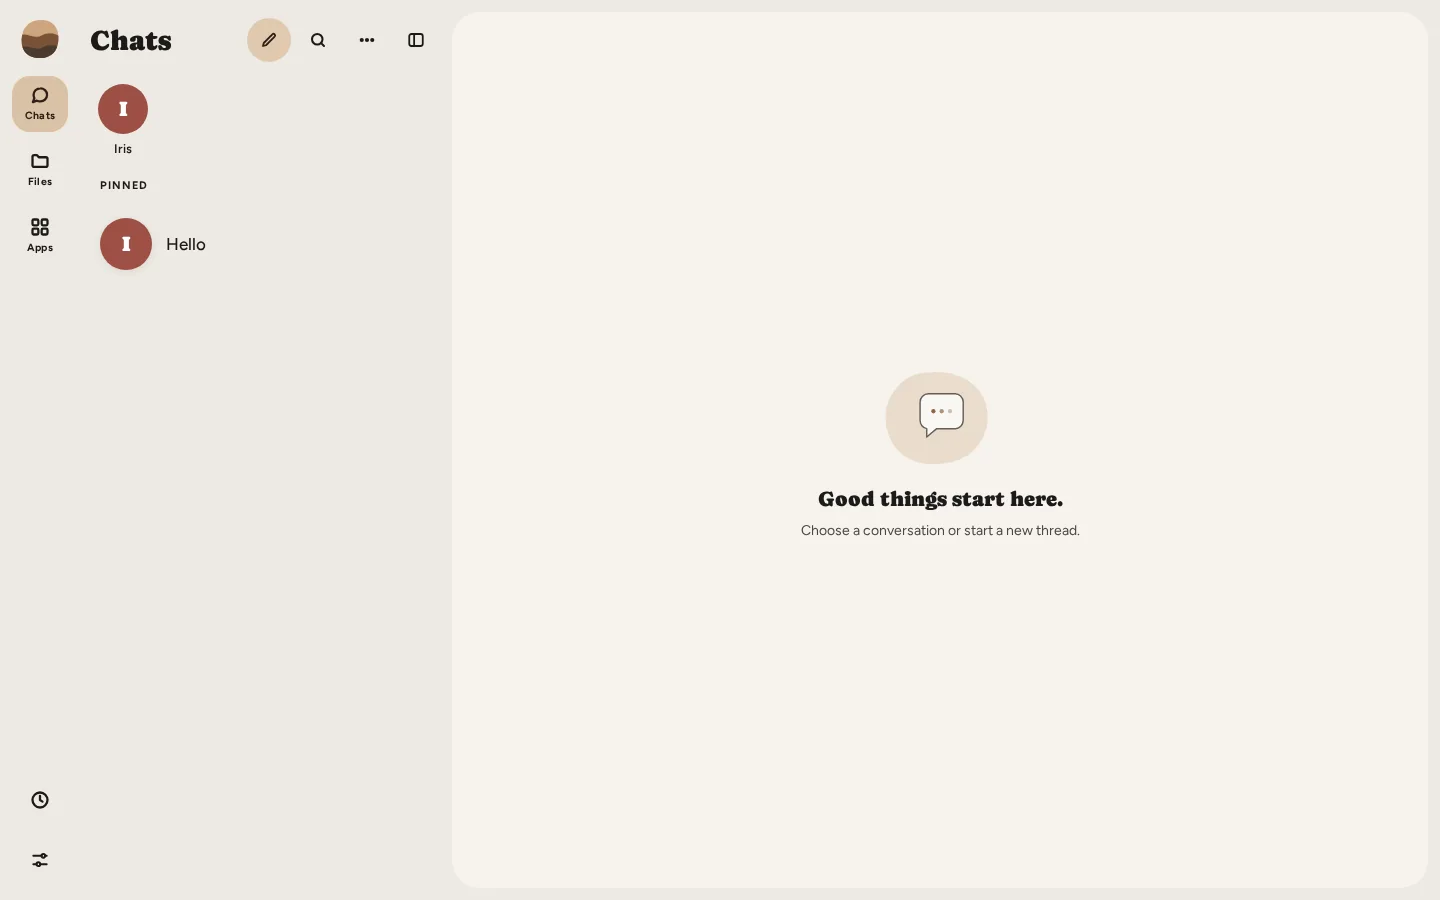 Chats
Chats
Files
Apps
I
Iris
PINNED
I
Hello
Good things start here.
Choose a conversation or start a new thread.